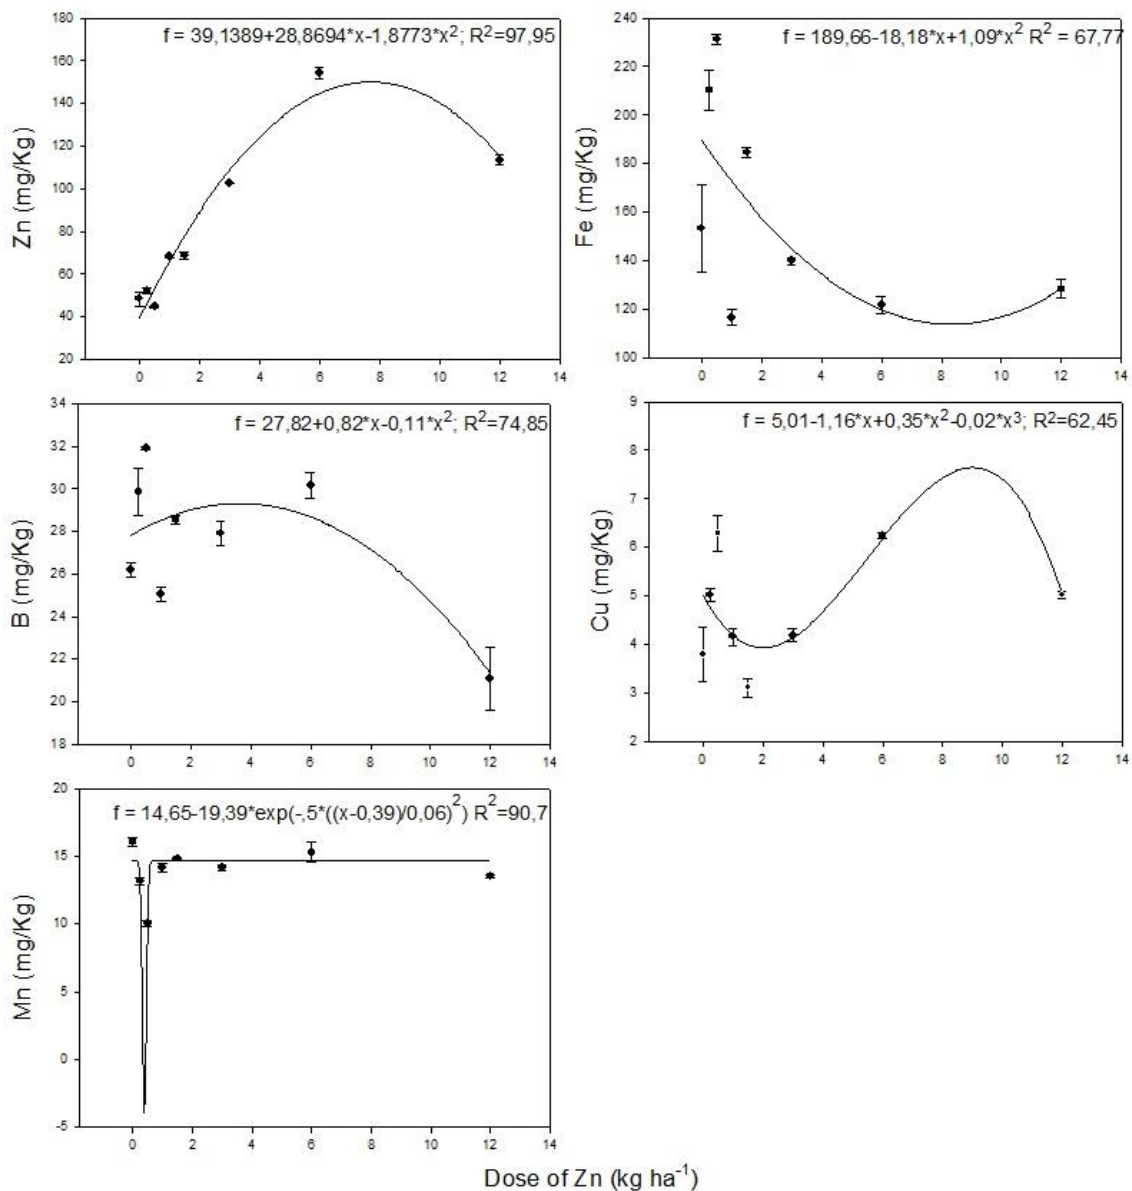 f = 39,1389+28,8694*x-1,8773*x²; R²=97,95
180
160
140
120
100
80
60
40
20
Zn (mg/Kg)
0 2 4 6 8 10 12 14
f = 189,66-18,18*x+1,09*x² R² = 67,77
240
220
200
180
160
140
120
100
Fe (mg/Kg)
0 2 4 6 8 10 12 14
f = 27,82+0,82*x-0,11*x²; R²=74,85
34
32
30
28
26
24
22
20
18
B (mg/Kg)
0 2 4 6 8 10 12 14
f = 5,01-1,16*x+0,35*x²-0,02*x³; R²=62,45
9
8
7
6
5
4
3
2
Cu (mg/Kg)
0 2 4 6 8 10 12 14
f = 14,65-19,39*exp(-,5*((x-0,39)/0,06)²) R²=90,7
20
15
10
5
0
-5
Mn (mg/Kg)
0 2 4 6 8 10 12 14
Dose of Zn (kg ha⁻¹)